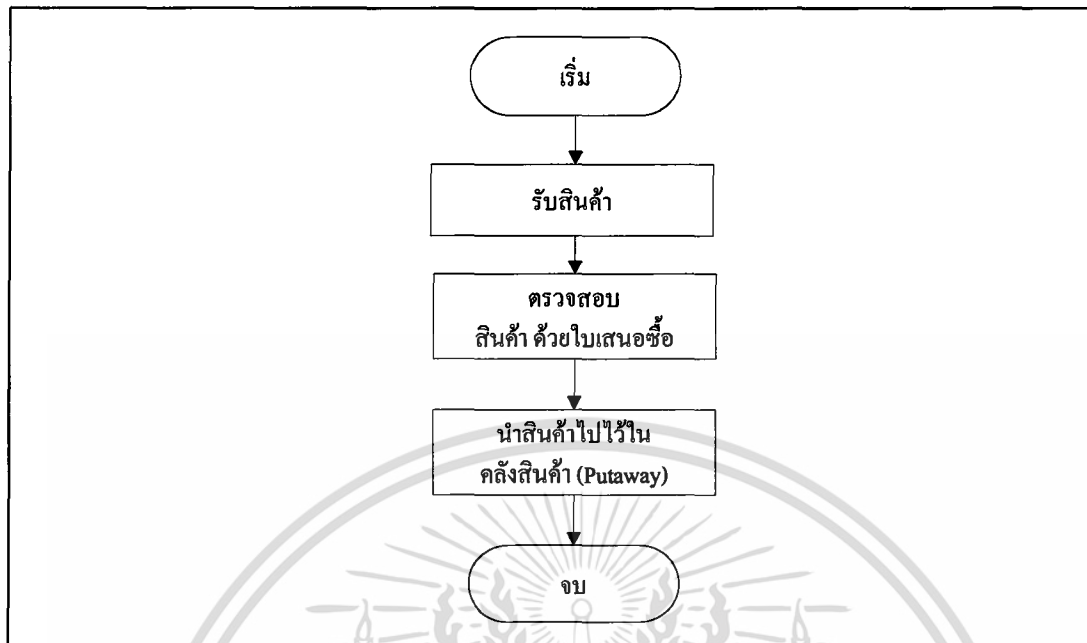 เริ่ม
รับสินค้า
ตรวจสอบ
สินค้า ด้วยใบเสนอซื้อ
นำสินค้าไปไว้ใน
คลังสินค้า (Putaway)
จบ